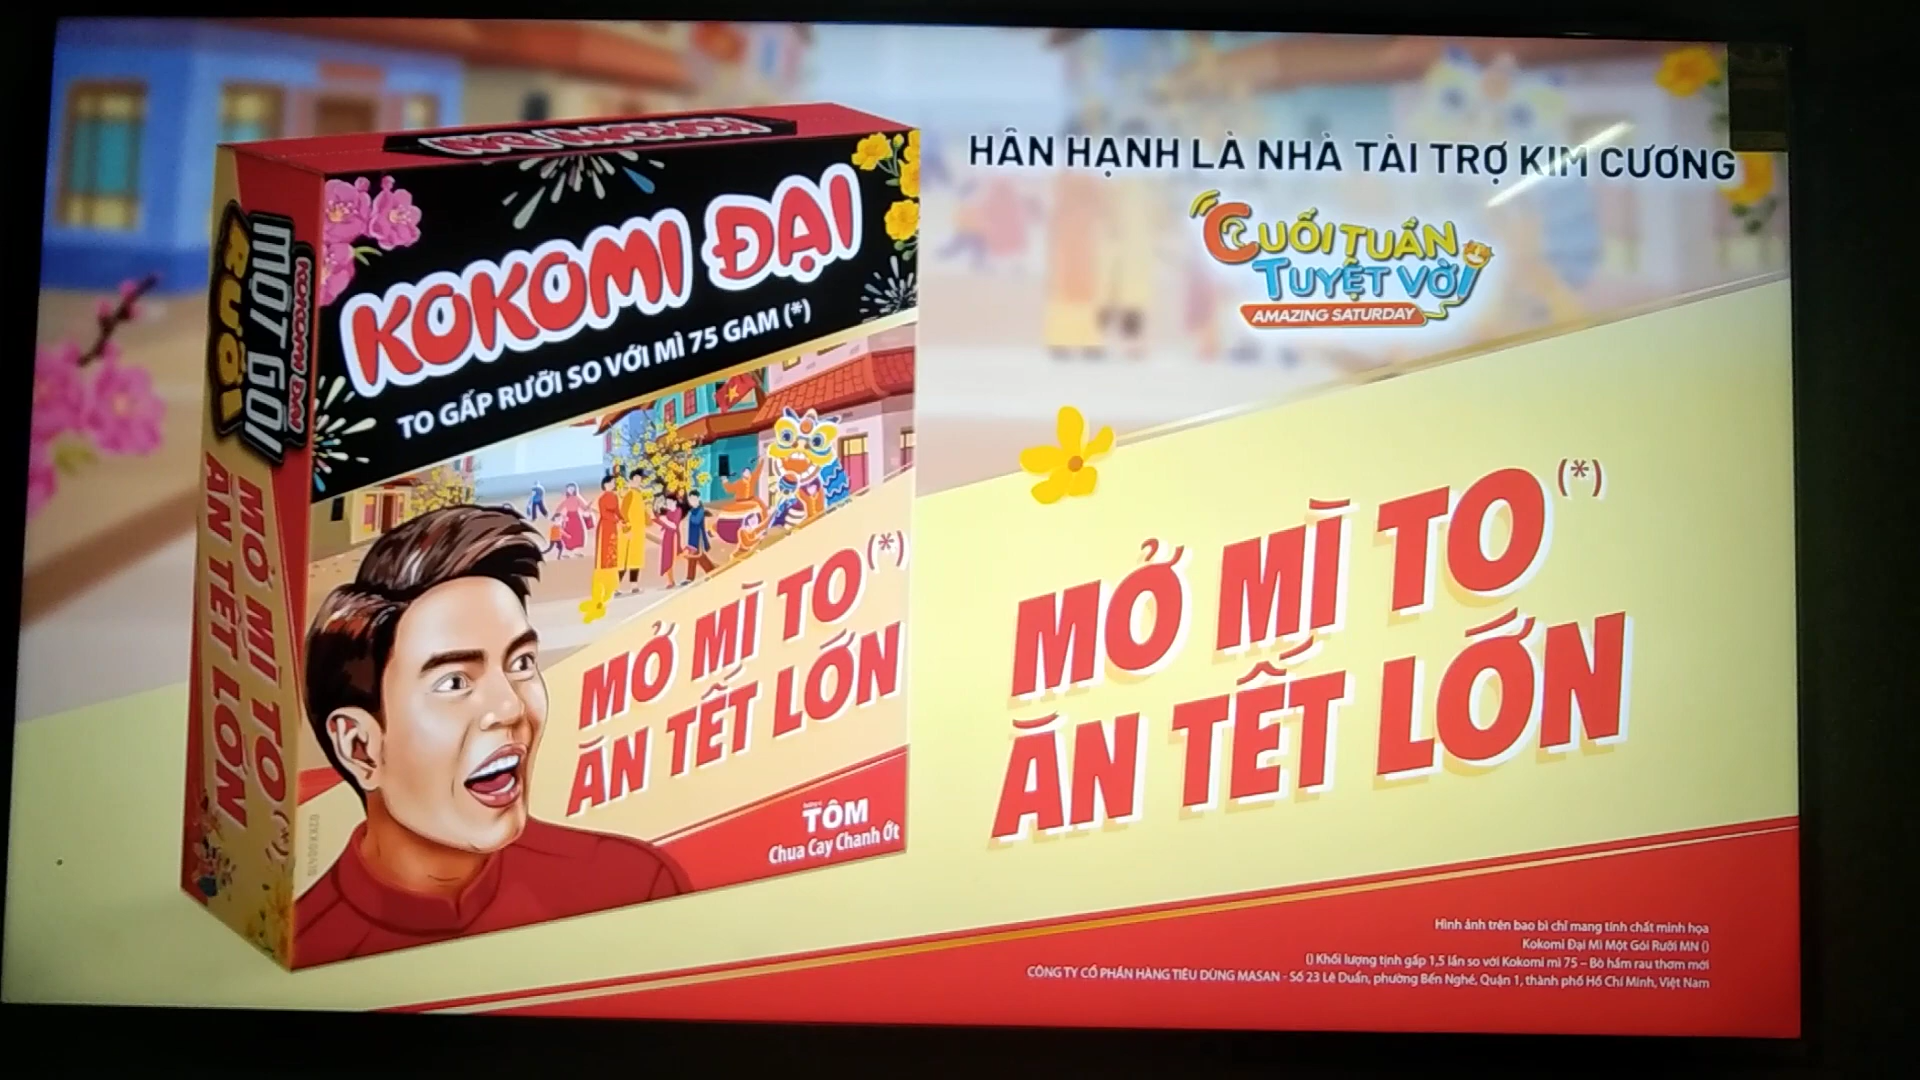 MỘT GÓI
RƯỠI
KOKOMI ĐẠI
MỞ MÌ TO (*)
ĂN TẾT LỚN
KOKOMI ĐẠI
TO GẤP RƯỠI SO VỚI MÌ 75 GAM (*)
MỞ MÌ TO (*)
ĂN TẾT LỚN
TÔM
Chua Cay Chanh Ớt
HÂN HẠNH LÀ NHÀ TÀI TRỢ KIM CƯƠNG
CUỐI TUẦN
TUYỆT VỜI
AMAZING SATURDAY
MỞ MÌ TO (*)
ĂN TẾT LỚN
Hình ảnh trên bao bì chỉ mang tính chất minh họa
Kokomi Đại Mì Một Gói Rưỡi MN ()
() Khối lượng tịnh gấp 1,5 lần so với Kokomi mì 75 – Bò hầm rau thơm mới
CÔNG TY CỔ PHẦN HÀNG TIÊU DÙNG MASAN - Số 23 Lê Duẩn, phường Bến Nghé, Quận 1, thành phố Hồ Chí Minh, Việt Nam